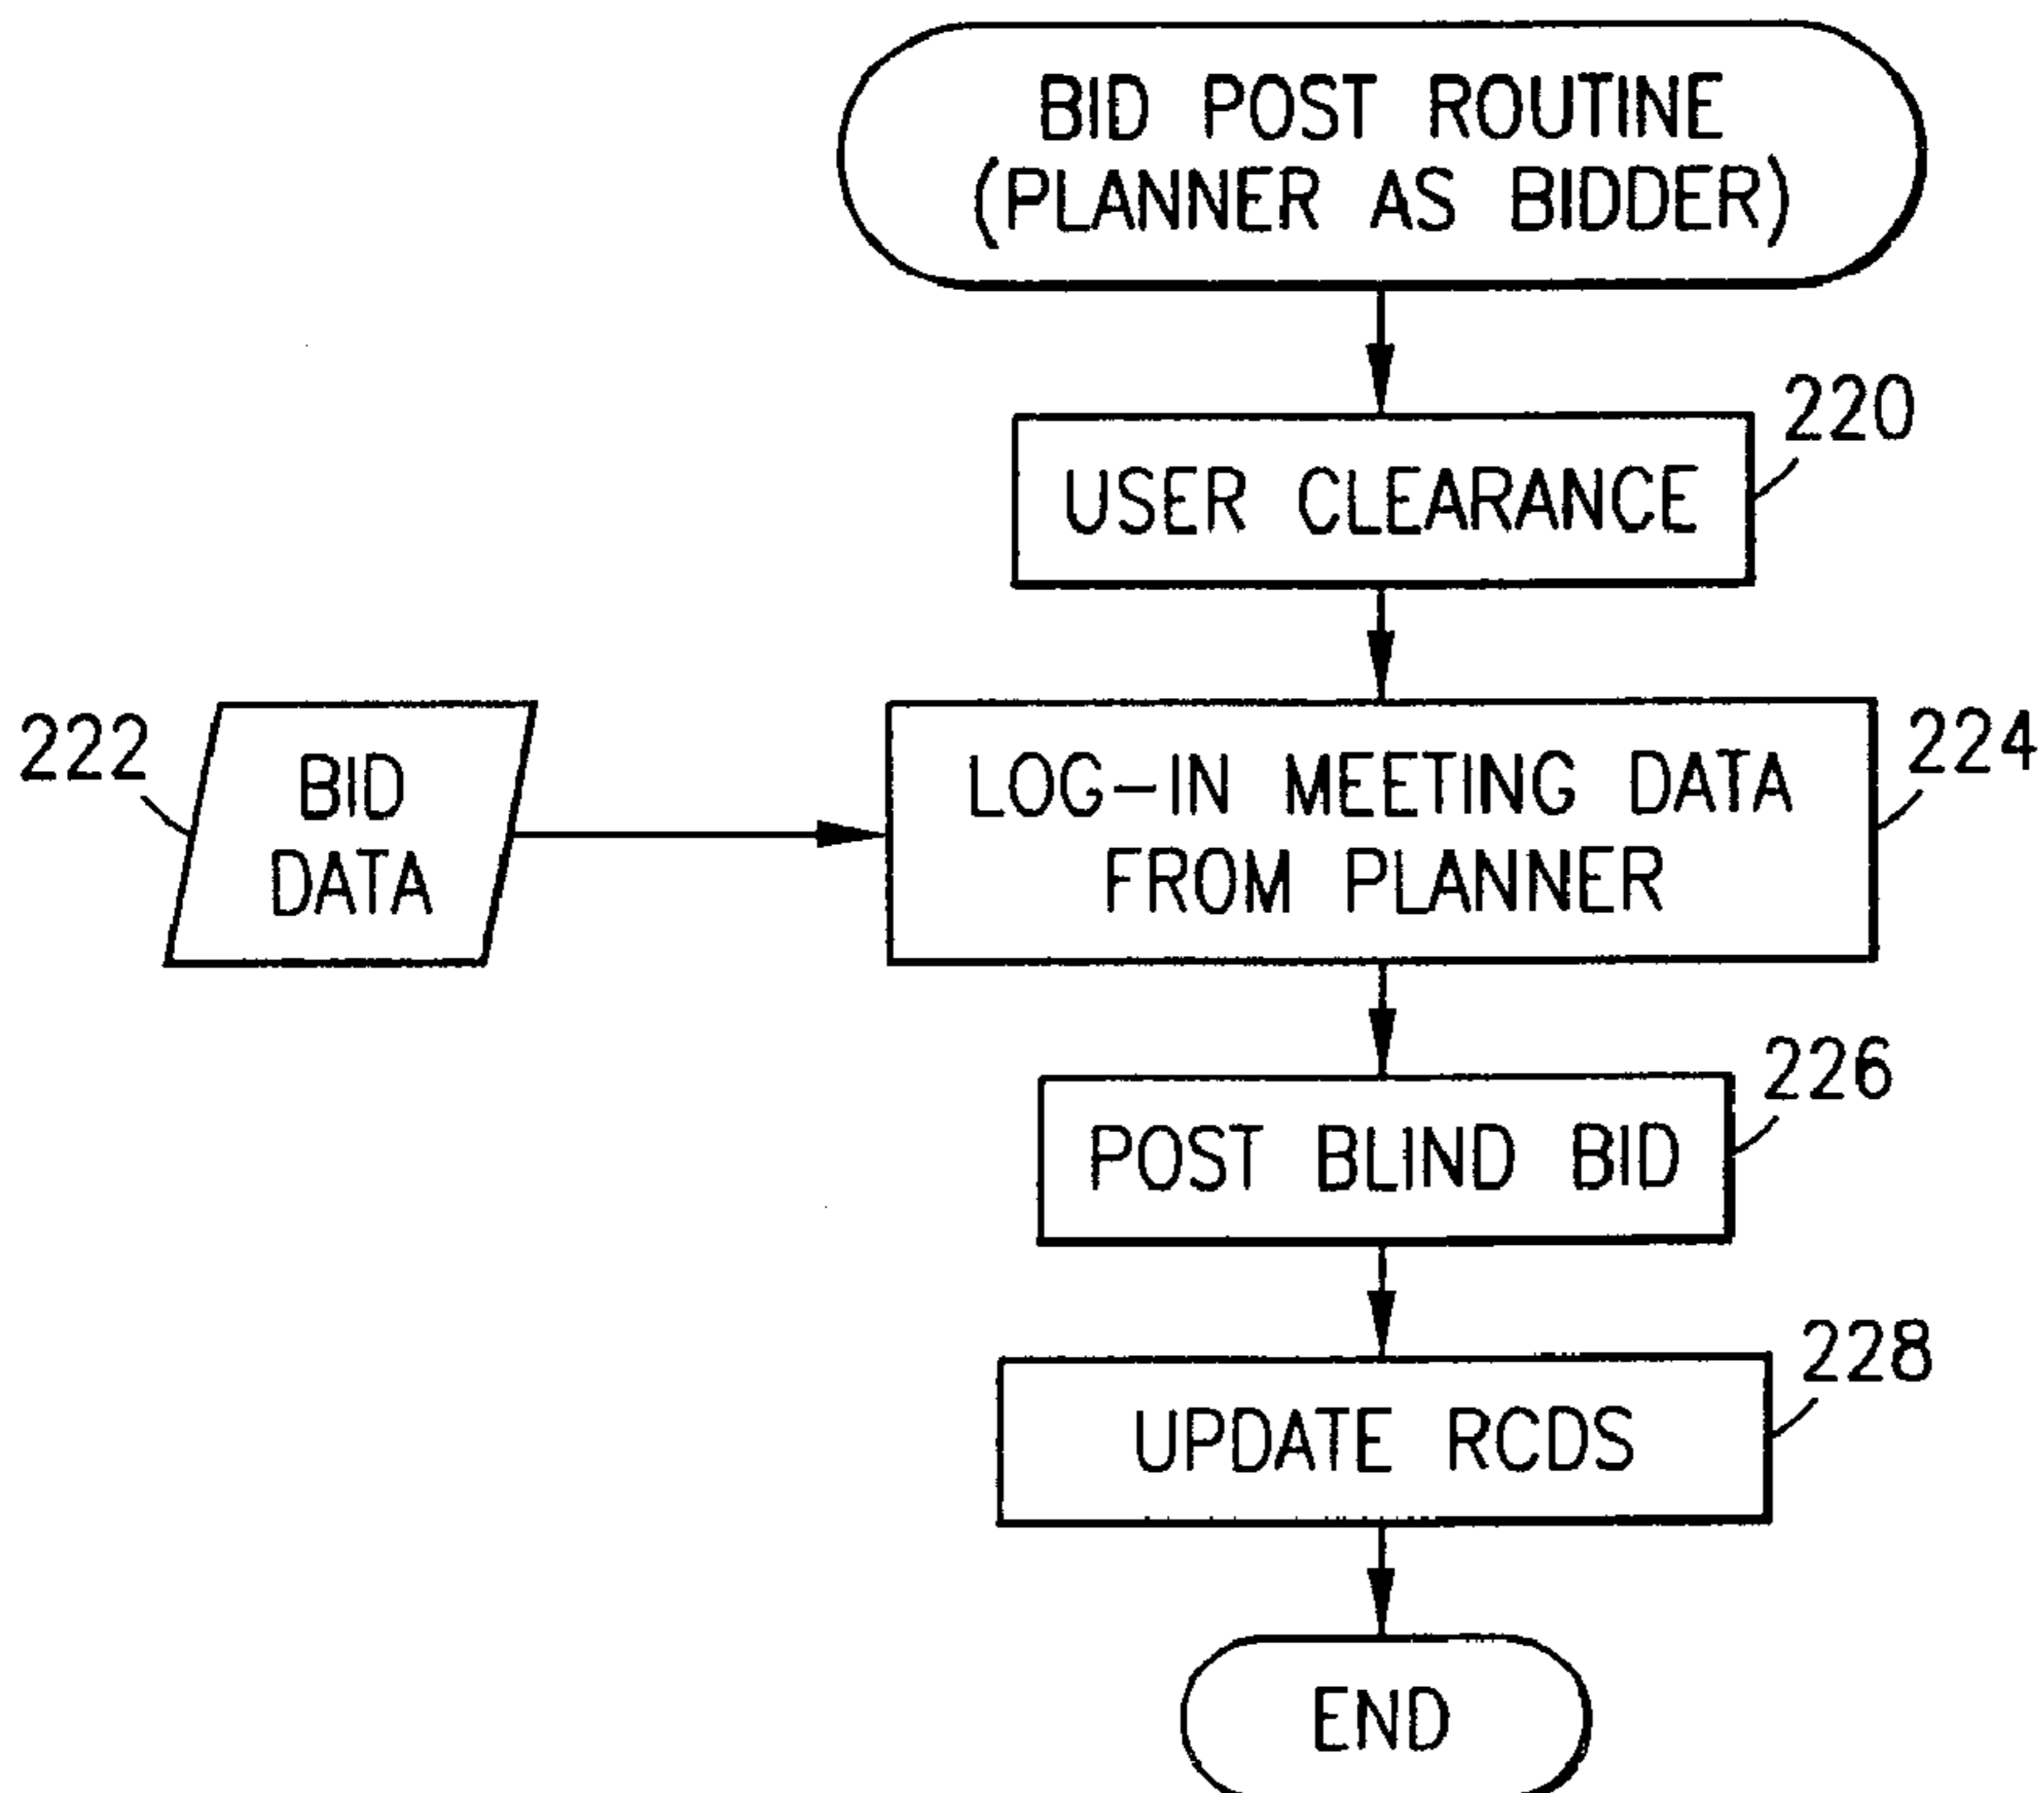 BID POST ROUTINE
(PLANNER AS BIDDER)
220
USER CLEARANCE
222
BID
DATA
224
LOG-IN MEETING DATA
FROM PLANNER
226
POST BLIND BID
228
UPDATE RCDS
END